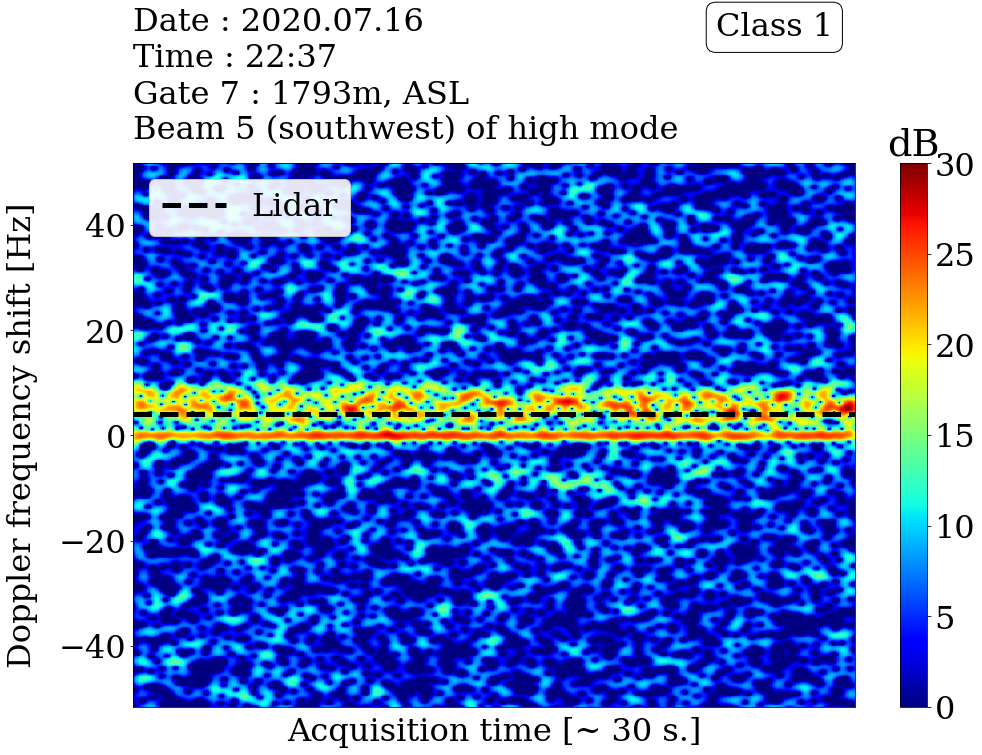 Date : 2020.07.16
Time : 22:37
Gate 7 : 1793m, ASL
Beam 5 (southwest) of high mode
Class 1
Lidar
Doppler frequency shift [Hz]
40
20
0
−20
−40
Acquisition time [~ 30 s.]
dB
30
25
20
15
10
5
0